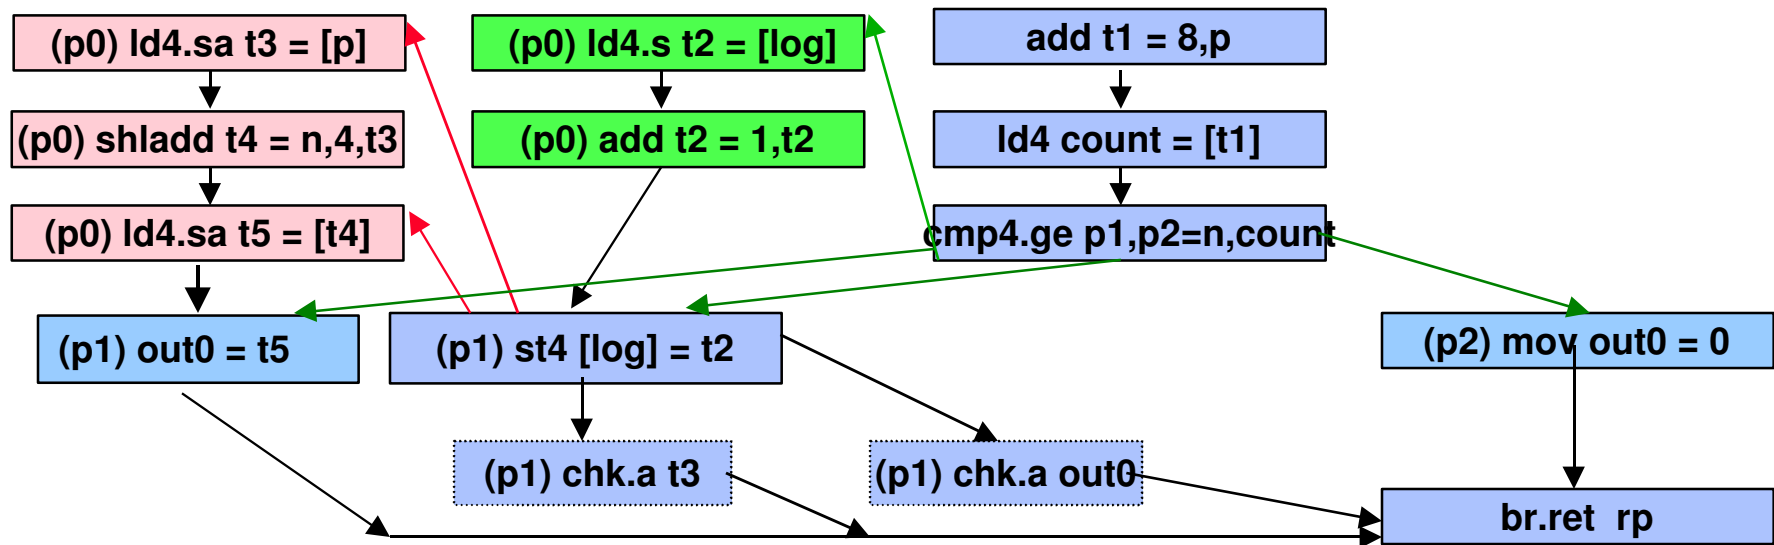 (p0) ld4.sa t3 = [p]
(p0) ld4.s t2 = [log]
add t1 = 8,p
(p0) shladd t4 = n,4,t3
(p0) add t2 = 1,t2
ld4 count = [t1]
(p0) ld4.sa t5 = [t4]
cmp4.ge p1,p2=n,count
(p1) out0 = t5
(p1) st4 [log] = t2
(p2) mov out0 = 0
(p1) chk.a t3
(p1) chk.a out0
br.ret rp